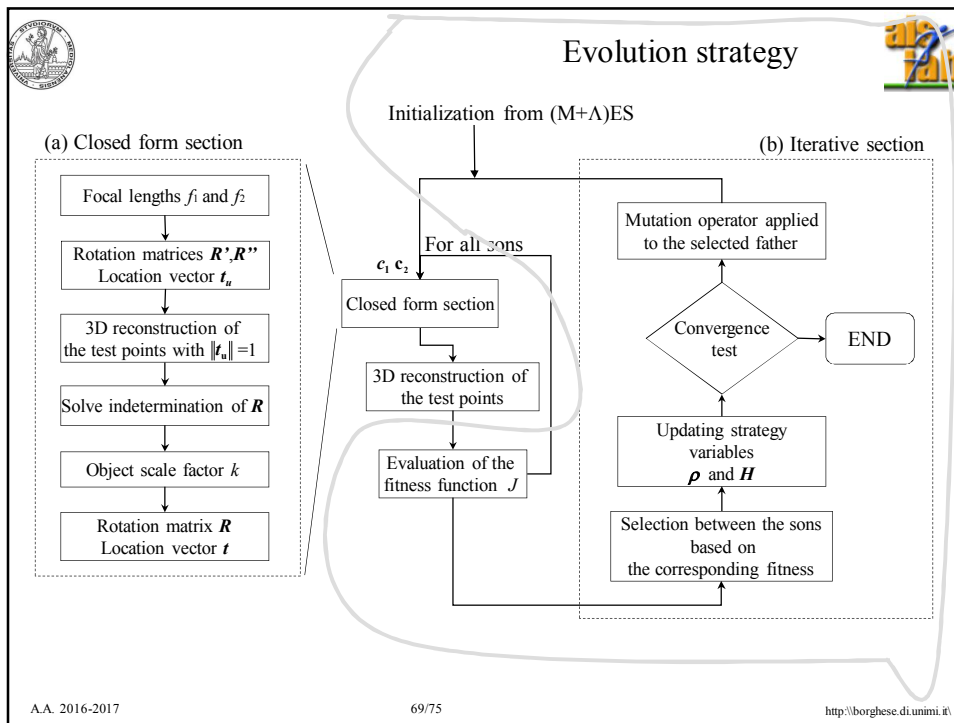 Evolution strategy
Initialization from (M+Λ)ES
(a) Closed form section
Focal lengths f1 and f2
Rotation matrices R’,R’’
Location vector tu
3D reconstruction of
the test points with ‖tu‖ =1
Solve indetermination of R
Object scale factor k
Rotation matrix R
Location vector t
For all sons
c1 c2
Closed form section
3D reconstruction of
the test points
Evaluation of the
fitness function J
(b) Iterative section
Mutation operator applied
to the selected father
Convergence
test
END
Updating strategy
variables
ρ and H
Selection between the sons
based on
the corresponding fitness
A.A. 2016-2017
69/75
http:\\borghese.di.unimi.it\